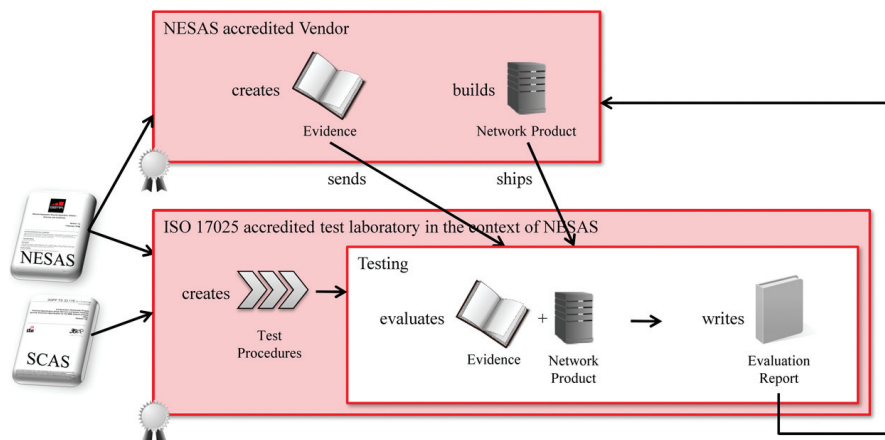 NESAS accredited Vendor
creates
builds
Evidence
Network Product
sends
ships
NESAS
SCAS
ISO 17025 accredited test laboratory in the context of NESAS
creates
Test
Procedures
Testing
evaluates
+
writes
Evidence
Network
Product
Evaluation
Report